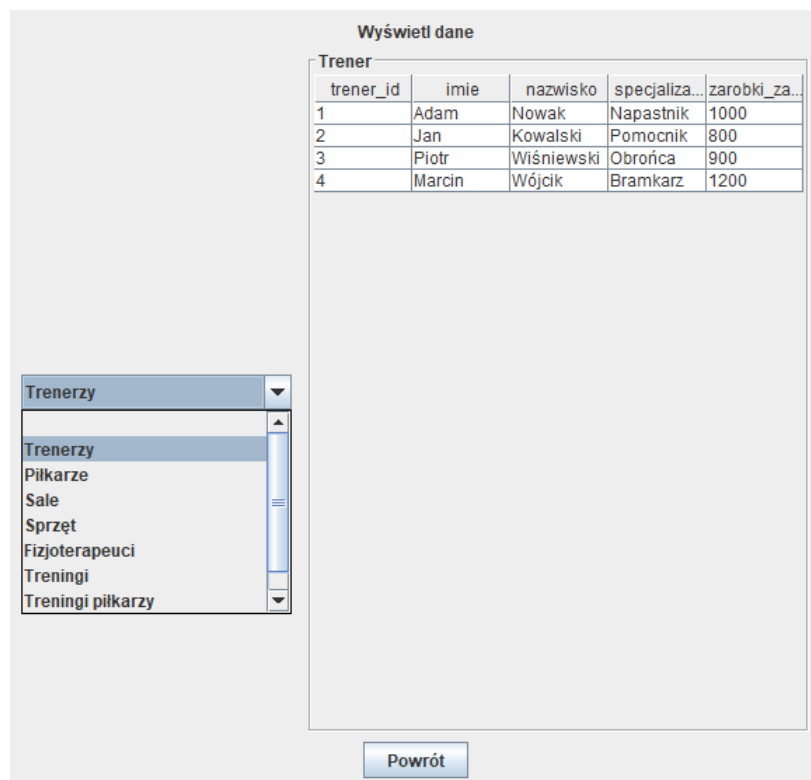 Wyświetl dane
Trener
trener_id imie nazwisko specjaliza... zarobki_za...
1 Adam Nowak Napastnik 1000
2 Jan Kowalski Pomocnik 800
3 Piotr Wiśniewski Obrońca 900
4 Marcin Wójcik Bramkarz 1200
Trenerzy
Trenerzy
Piłkarze
Sale
Sprzęt
Fizjoterapeuci
Treningi
Treningi piłkarzy
Powrót